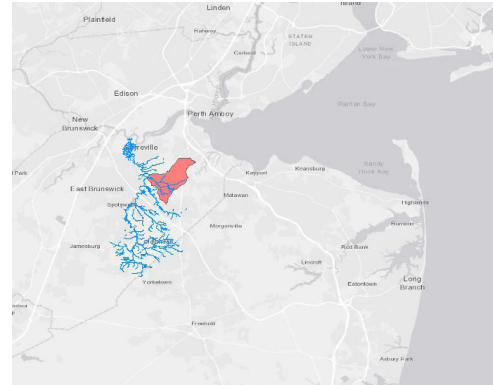 Linden
Island
Plainfield
Rahway
STATEN
ISLAND
Carteret
Lower New
York Bay
Edison
Raritan Bay
Perth Amboy
New
Brunswick
Keyport
Keansburg
Sandy
Hook Bay
East Brunswick
Matawan
Spotswood
Highlands
Rumson
Morganville
Red Bank
Jamesburg
Lincroft
Long
Branch
Eatontown
Yorketown
Freehold
Asbury Park